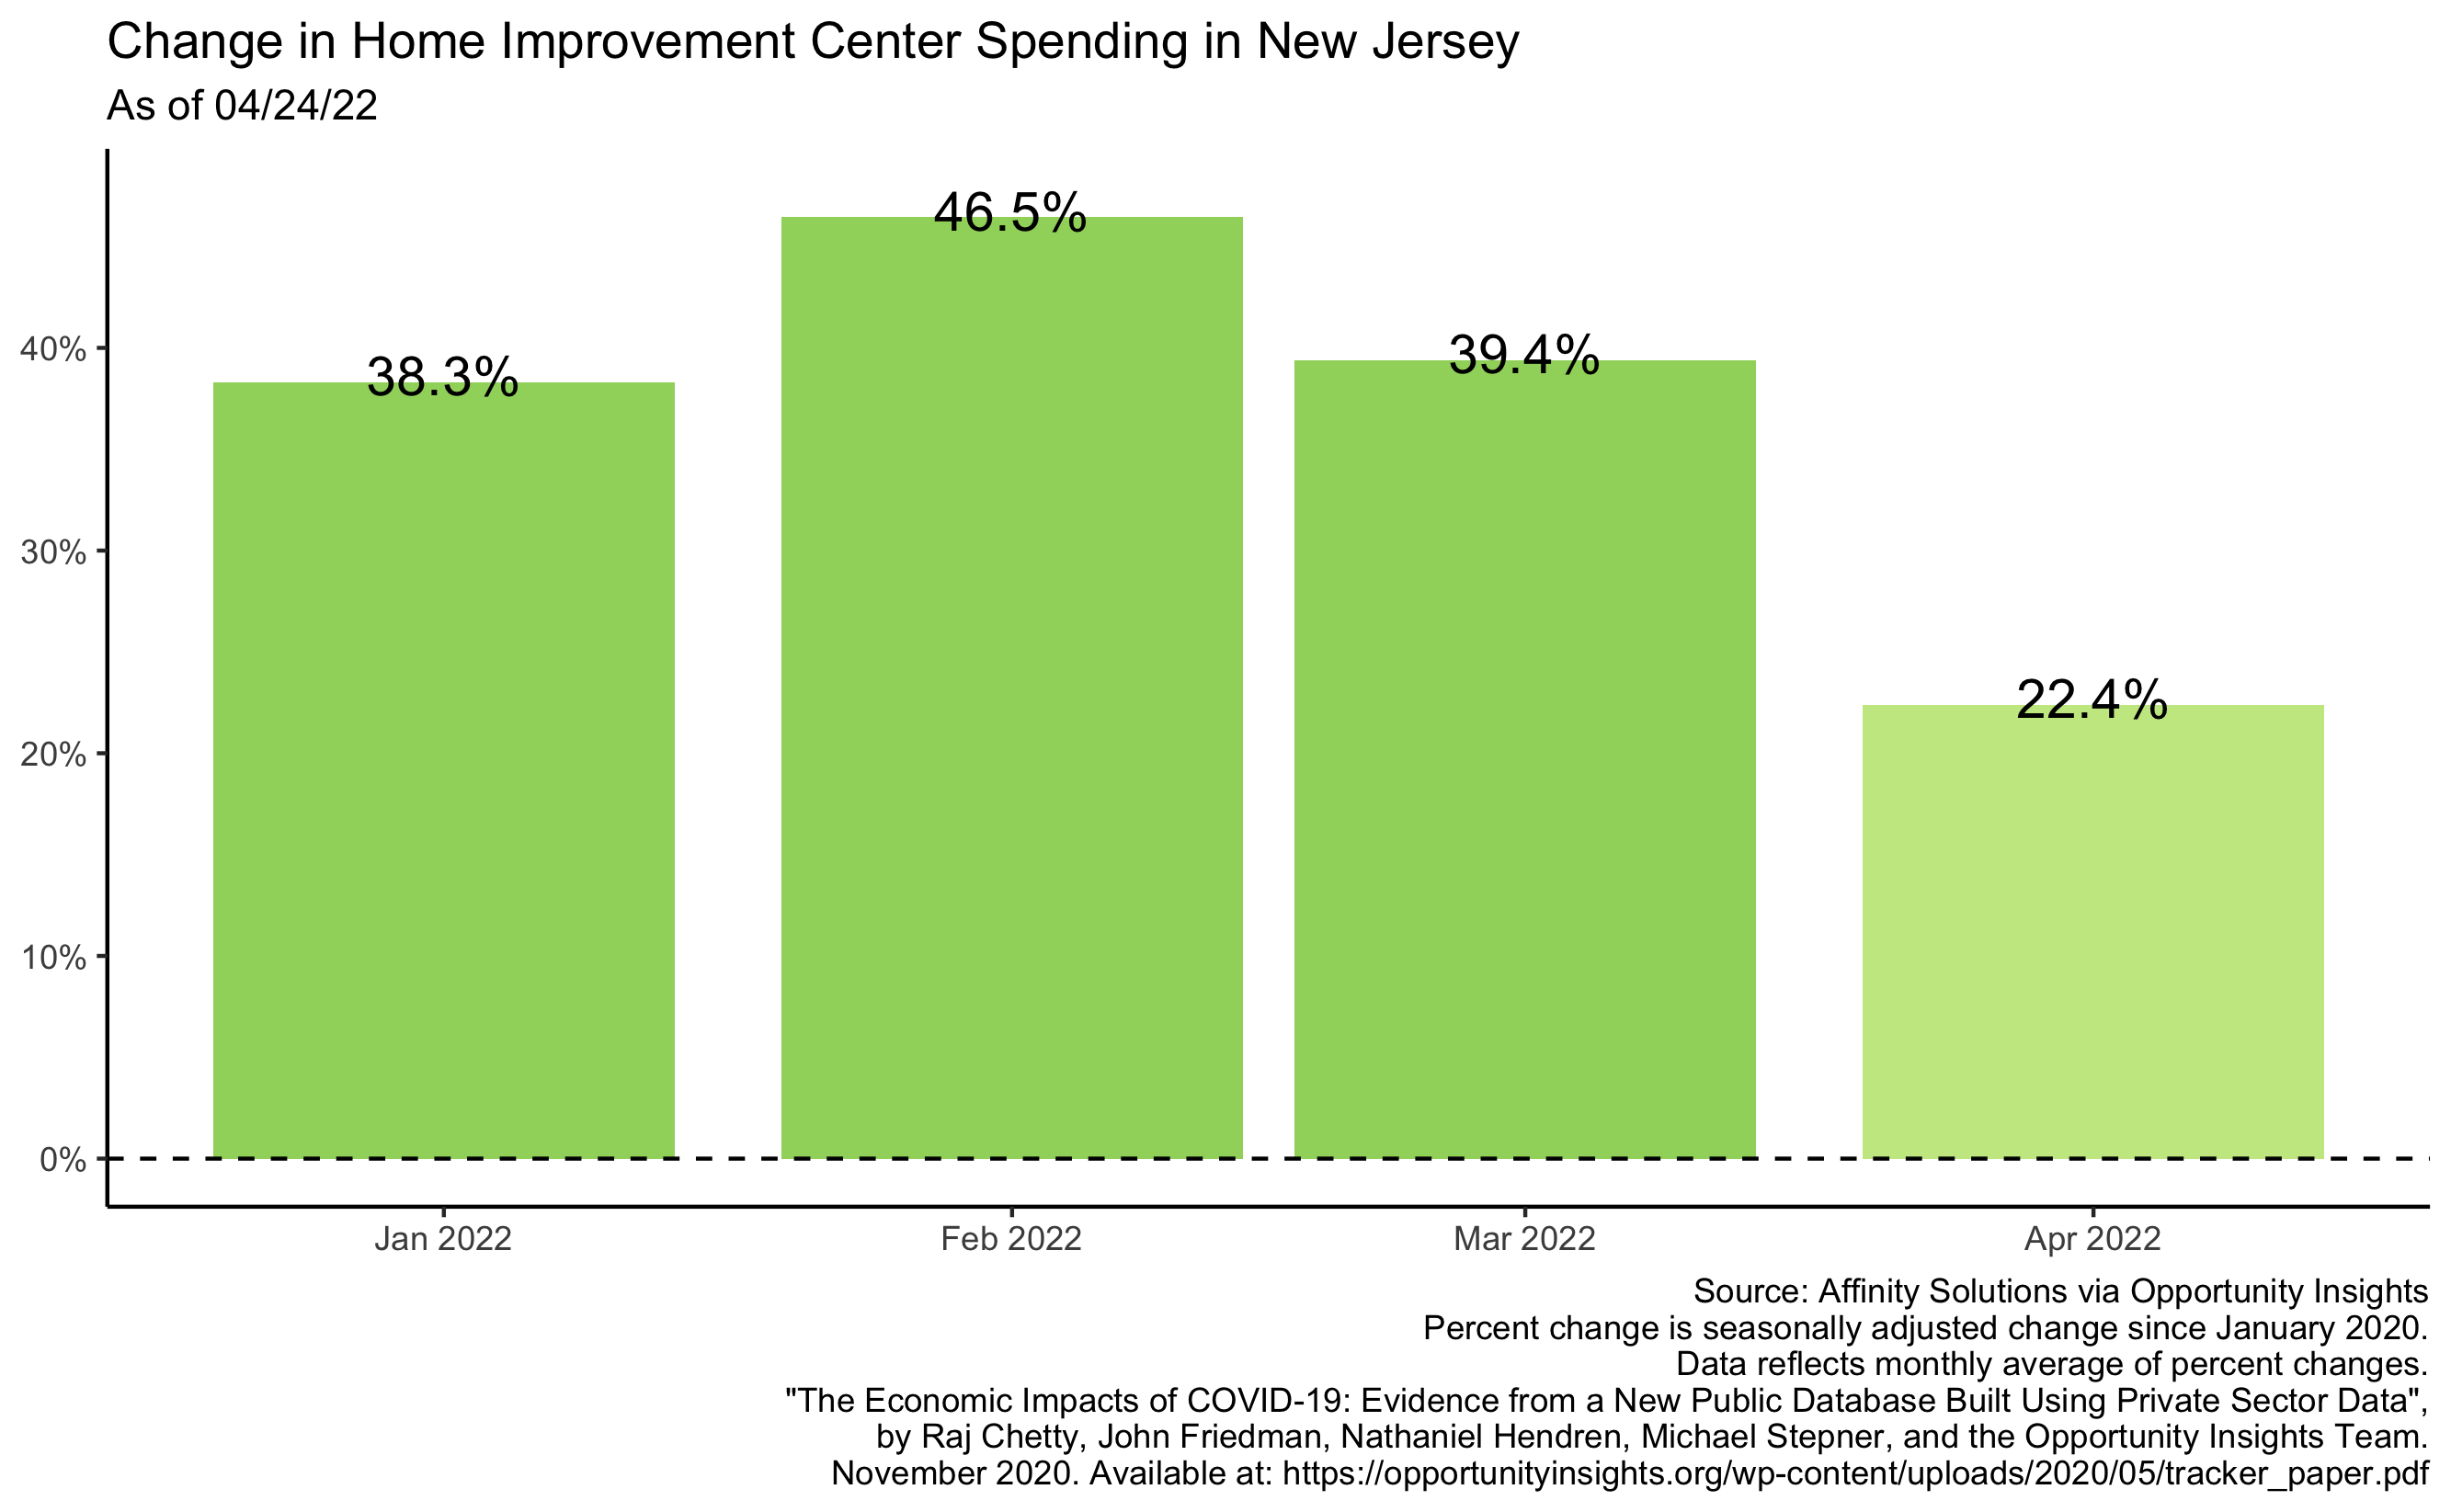 Change in Home Improvement Center Spending in New Jersey
As of 04/24/22
46.5%
38.3%
39.4%
22.4%
40%
30%
20%
10%
0%
Jan 2022 Feb 2022 Mar 2022 Apr 2022
Source: Affinity Solutions via Opportunity Insights
Percent change is seasonally adjusted change since January 2020.
Data reflects monthly average of percent changes.
"The Economic Impacts of COVID-19: Evidence from a New Public Database Built Using Private Sector Data",
by Raj Chetty, John Friedman, Nathaniel Hendren, Michael Stepner, and the Opportunity Insights Team.
November 2020. Available at: https://opportunityinsights.org/wp-content/uploads/2020/05/tracker_paper.pdf